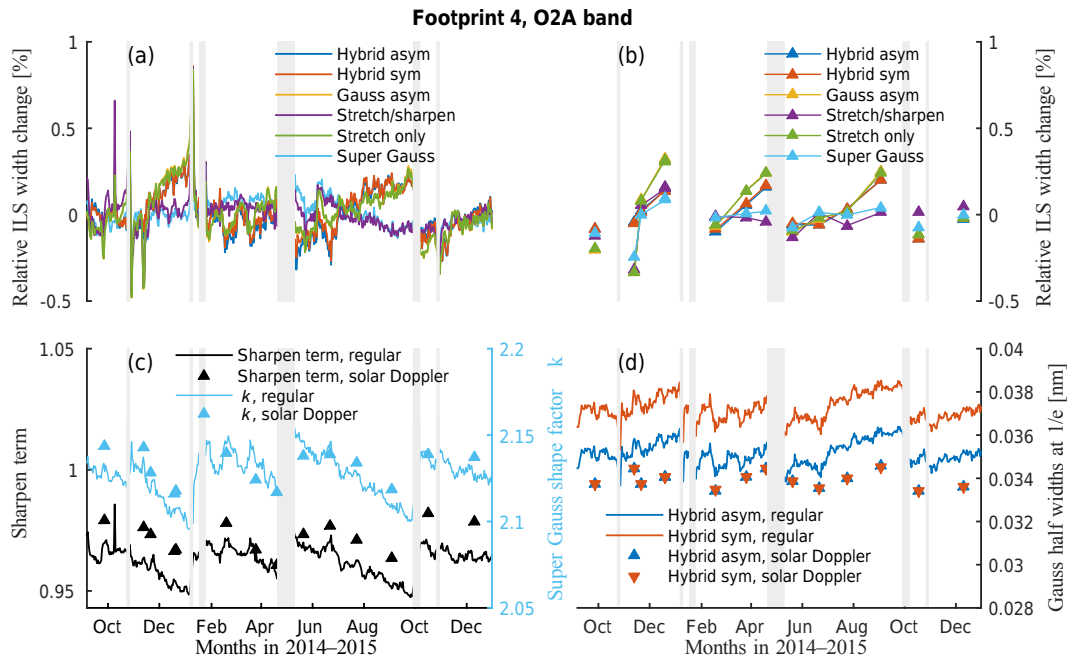 Footprint 4, O2A band
(a)
Hybrid asym
Hybrid sym
Gauss asym
Stretch/sharpen
Stretch only
Super Gauss
1
0.5
0
-0.5
Relative ILS width change [%]
(b)
Hybrid asym
Hybrid sym
Gauss asym
Stretch/sharpen
Stretch only
Super Gauss
1
0.5
0
-0.5
Relative ILS width change [%]
(c)
Sharpen term, regular
Sharpen term, solar Doppler
k, regular
k, solar Dopper
1.05
1
0.95
Sharpen term
2.2
2.15
2.1
2.05
Super Gauss shape factor k
Oct Dec Feb Apr Jun Aug Oct Dec
Months in 2014–2015
(d)
Hybrid asym, regular
Hybrid sym, regular
Hybrid asym, solar Doppler
Hybrid sym, solar Doppler
0.04
0.038
0.036
0.034
0.032
0.03
0.028
Gauss half widths at 1/e [nm]
Oct Dec Feb Apr Jun Aug Oct Dec
Months in 2014–2015